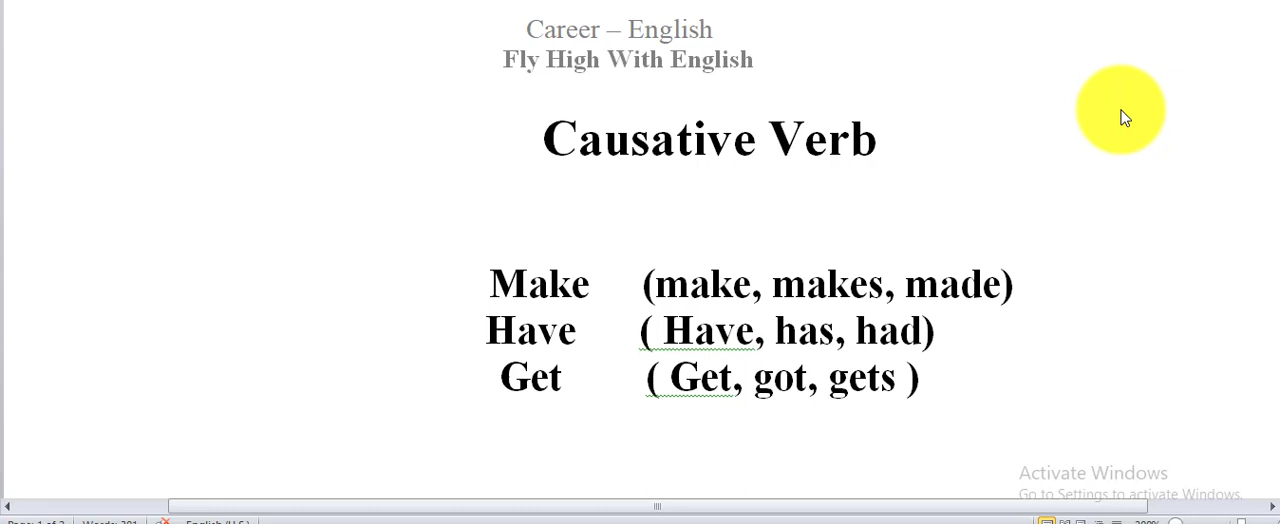 Career – English
Fly High With English
Causative Verb
Make (make, makes, made)
Have ( Have, has, had)
Get ( Get, got, gets )
Activate Windows
Go to Settings to activate Windows.